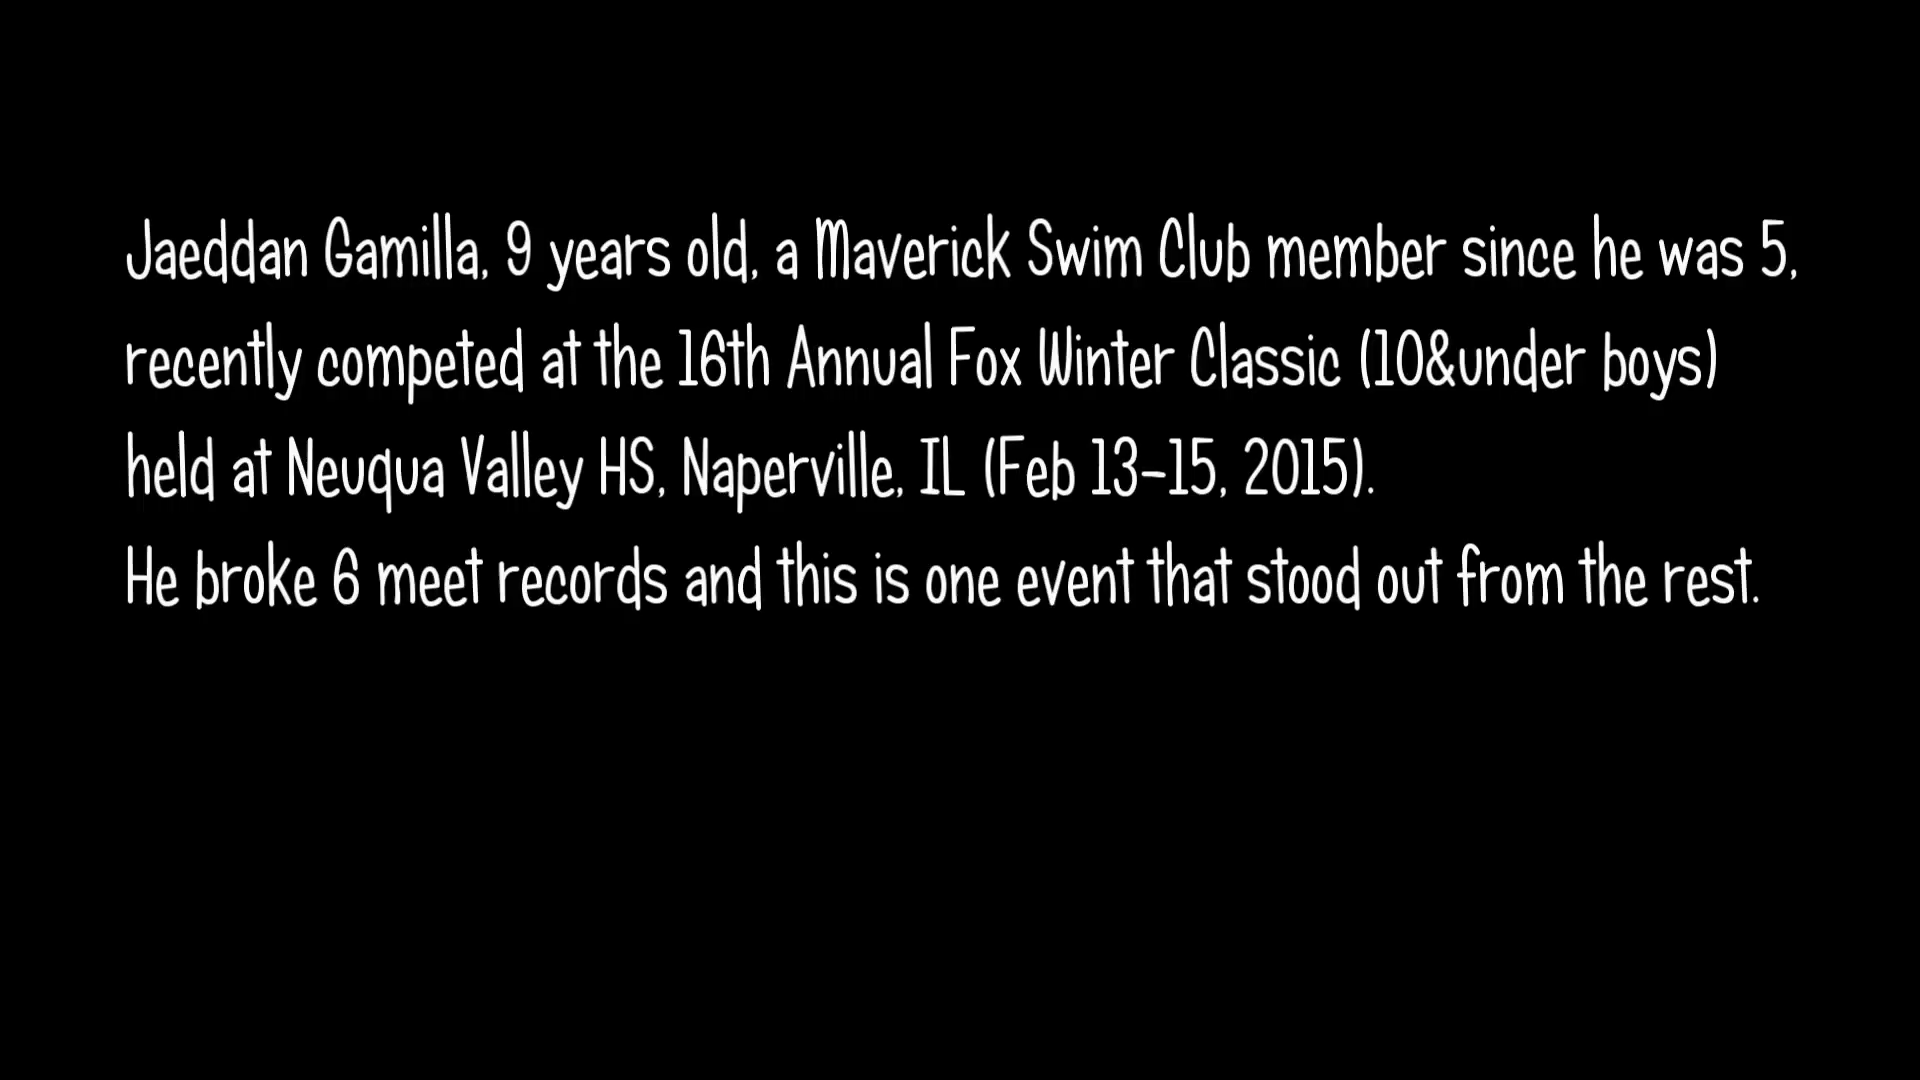 Jaeddan Gamilla, 9 years old, a Maverick Swim Club member since he was 5,
recently competed at the 16th Annual Fox Winter Classic (10&under boys)
held at Neuqua Valley HS, Naperville, IL (Feb 13-15, 2015).
He broke 6 meet records and this is one event that stood out from the rest.